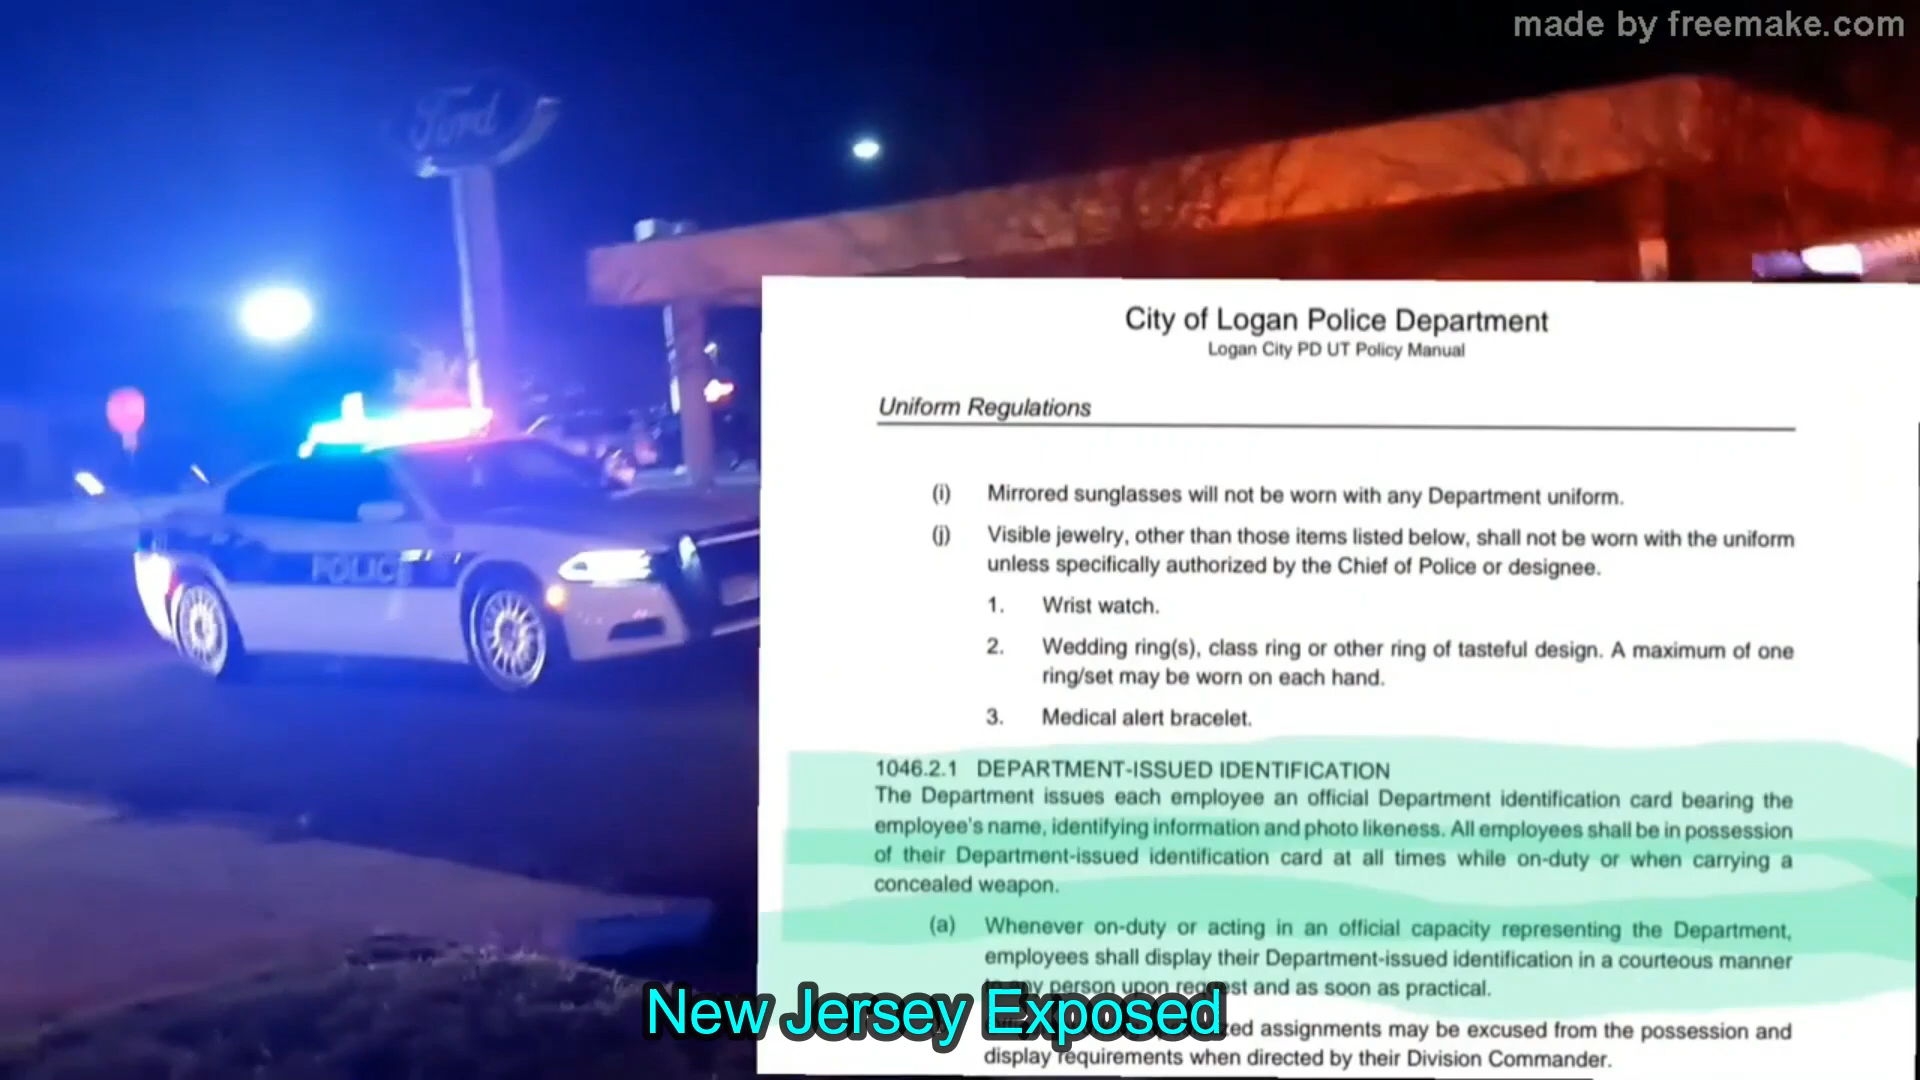 made by freemake.com
Ford
POLICE
City of Logan Police Department
Logan City PD UT Policy Manual
Uniform Regulations
(i) Mirrored sunglasses will not be worn with any Department uniform.
(j) Visible jewelry, other than those items listed below, shall not be worn with the uniform
unless specifically authorized by the Chief of Police or designee.
1. Wrist watch.
2. Wedding ring(s), class ring or other ring of tasteful design. A maximum of one
ring/set may be worn on each hand.
3. Medical alert bracelet.
1046.2.1 DEPARTMENT-ISSUED IDENTIFICATION
The Department issues each employee an official Department identification card bearing the
employee's name, identifying information and photo likeness. All employees shall be in possession
of their Department-issued identification card at all times while on-duty or when carrying a
concealed weapon.
(a) Whenever on-duty or acting in an official capacity representing the Department,
employees shall display their Department-issued identification in a courteous manner
to any person upon request and as soon as practical.
assignments may be excused from the possession and
display requirements when directed by their Division Commander.
New Jersey Exposed